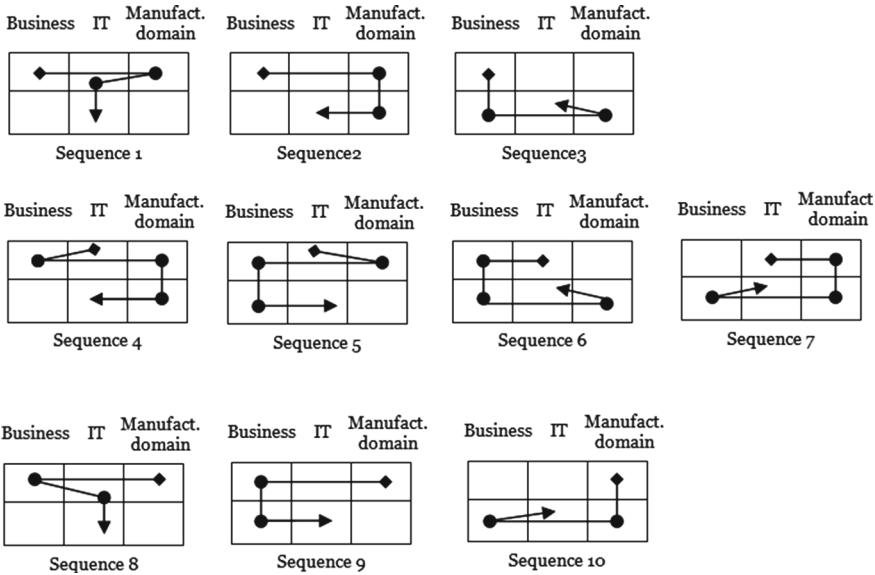 Business IT Manufact. domain
Business IT Manufact. domain
Business IT Manufact. domain
Sequence 1
Sequence2
Sequence3
Business IT Manufact. domain
Business IT Manufact. domain
Business IT Manufact. domain
Business IT Manufact domain
Sequence 4
Sequence 5
Sequence 6
Sequence 7
Business IT Manufact. domain
Business IT Manufact. domain
Business IT Manufact. domain
Sequence 8
Sequence 9
Sequence 10